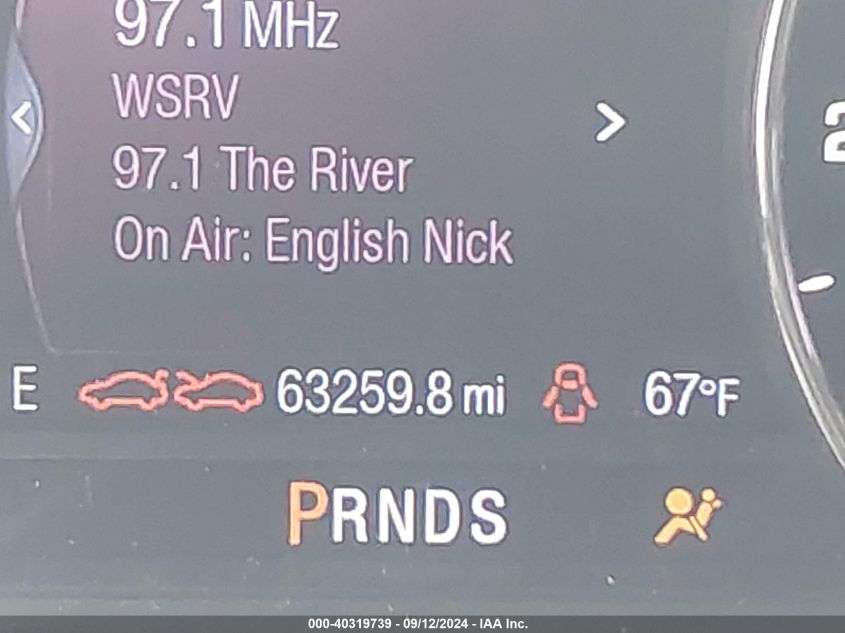 97.1 MHz
WSRV
97.1 The River
On Air: English Nick
2
E 63259.8 mi 67°F
PRNDS
000-40319739 - 09/12/2024 - IAA Inc.